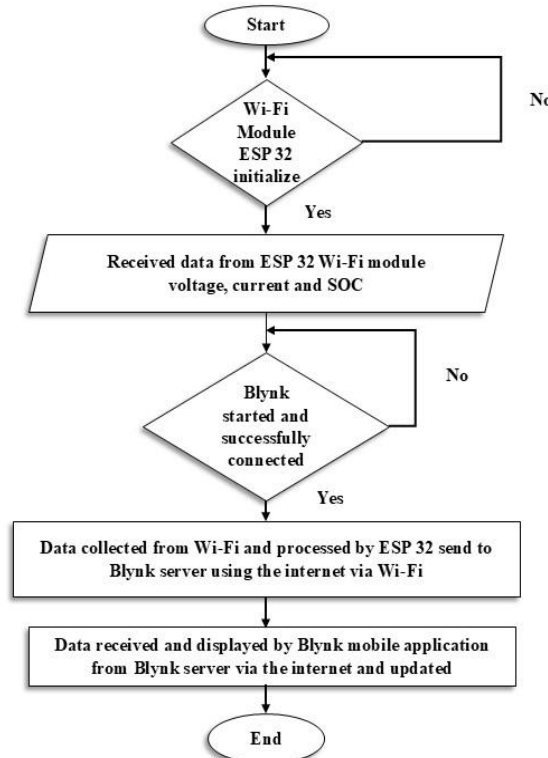 Start
No
Wi-Fi
Module
ESP 32
initialize
Yes
Received data from ESP 32 Wi-Fi module
voltage, current and SOC
No
Blynk
started and
successfully
connected
Yes
Data collected from Wi-Fi and processed by ESP 32 send to
Blynk server using the internet via Wi-Fi
Data received and displayed by Blynk mobile application
from Blynk server via the internet and updated
End